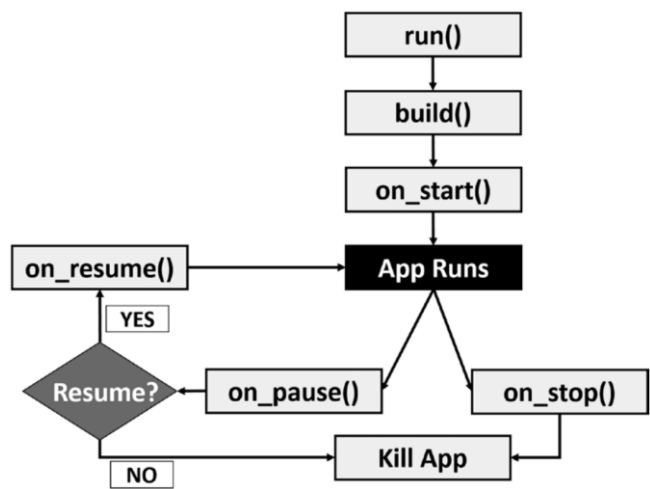 run()
build()
on_start()
on_resume()
App Runs
YES
Resume?
on_pause()
on_stop()
Kill App
NO